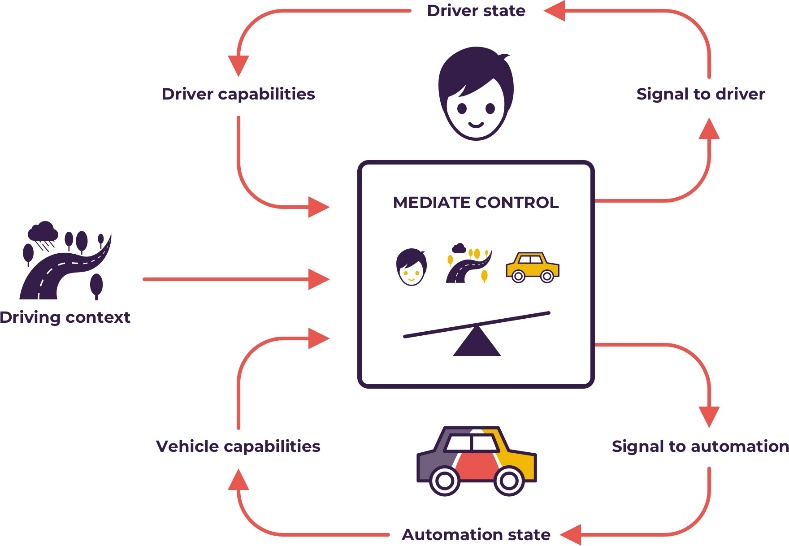 Driver state
Driver capabilities
Signal to driver
MEDIATE CONTROL
Driving context
Vehicle capabilities
Signal to automation
Automation state